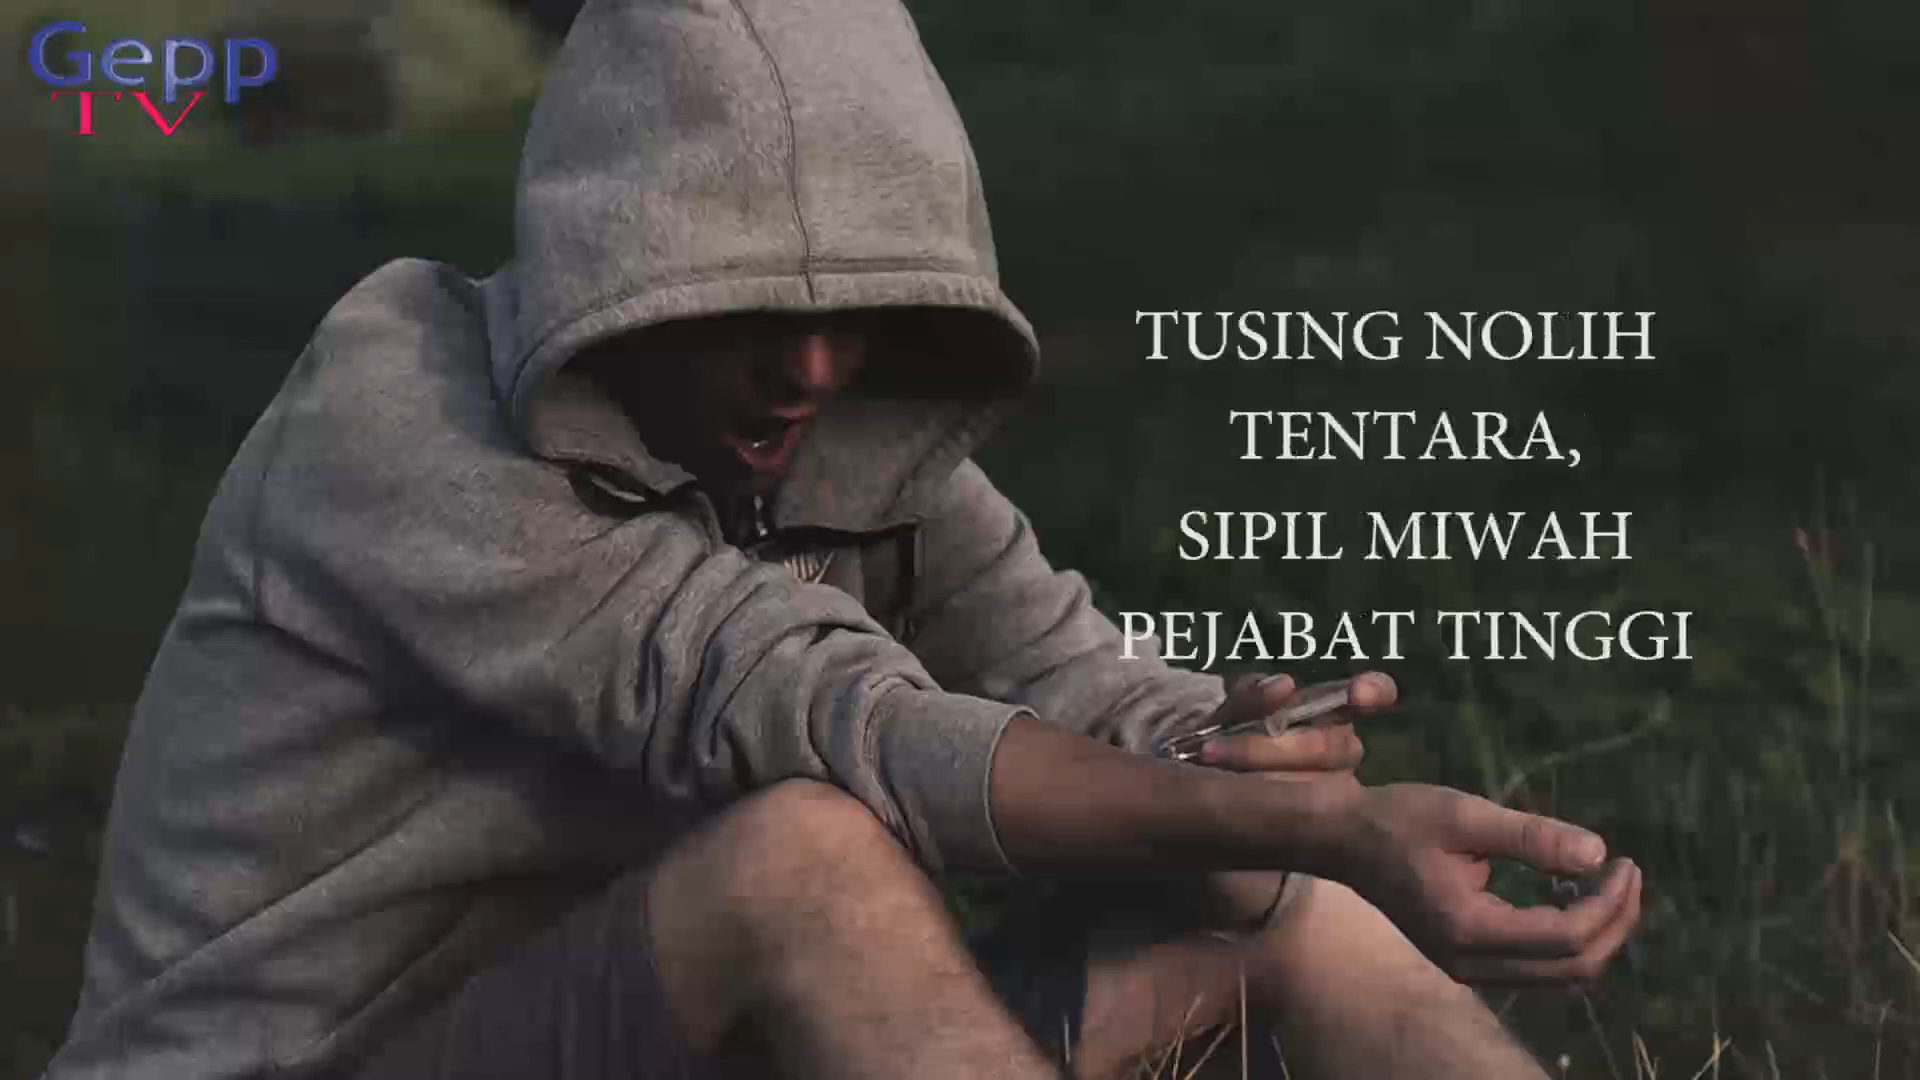 Gepp
TV
TUSING NOLIH
TENTARA,
SIPIL MIWAH
PEJABAT TINGGI